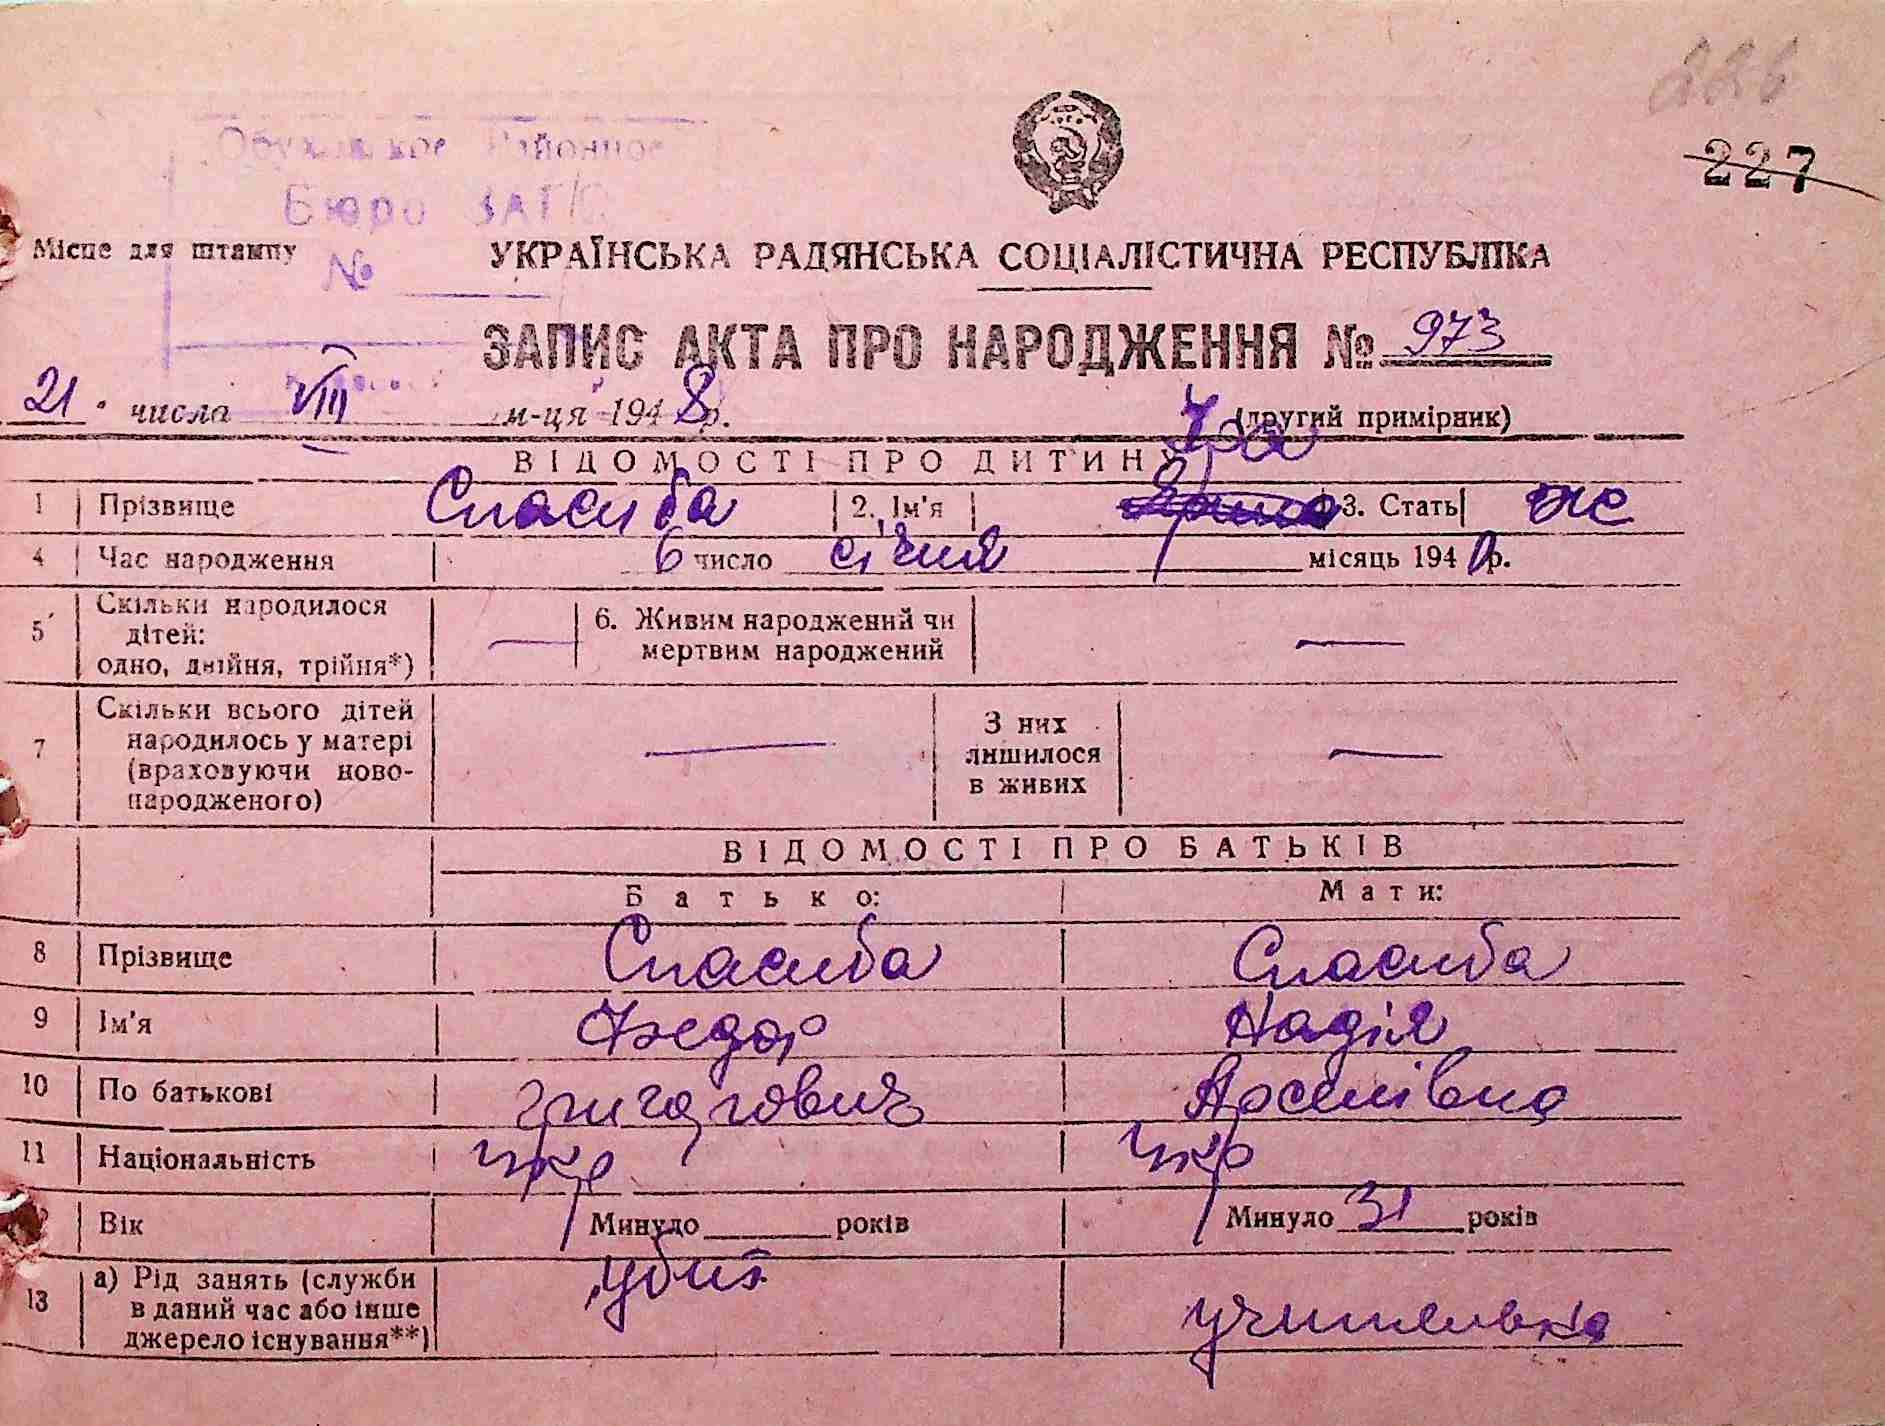 226
227
Обухівське Районное
Бюро ЗАГС
Місце для штампу
№
УКРАЇНСЬКА РАДЯНСЬКА СОЦІАЛІСТИЧНА РЕСПУБЛІКА
ЗАПИС АКТА ПРО НАРОДЖЕННЯ № 973
21 числа VIII м-ця 1948 р.
(другий примірник)
ВІДОМОСТІ ПРО ДИТИНУ
1 Прізвище Спасиба 2. Ім'я 3. Стать ж
4 Час народження 6 число січня місяць 1940 р.
5 Скільки народилося
дітей:
одно, двійня, трійня*)
6. Живим народжений чи
мертвим народжений
7 Скільки всього дітей
народилось у матері
(враховуючи ново-
народженого)
З них
лишилося
в живих
ВІДОМОСТІ ПРО БАТЬКІВ
Батько: Мати:
8 Прізвище Спасиба Спасиба
9 Ім'я Федор Надія
10 По батькові Григорович Арсенівна
11 Національність укр укр
Вік Минуло років Минуло 31 років
13 а) Рід занять (служби
в даний час або інше
джерело існування**)
убит учителька